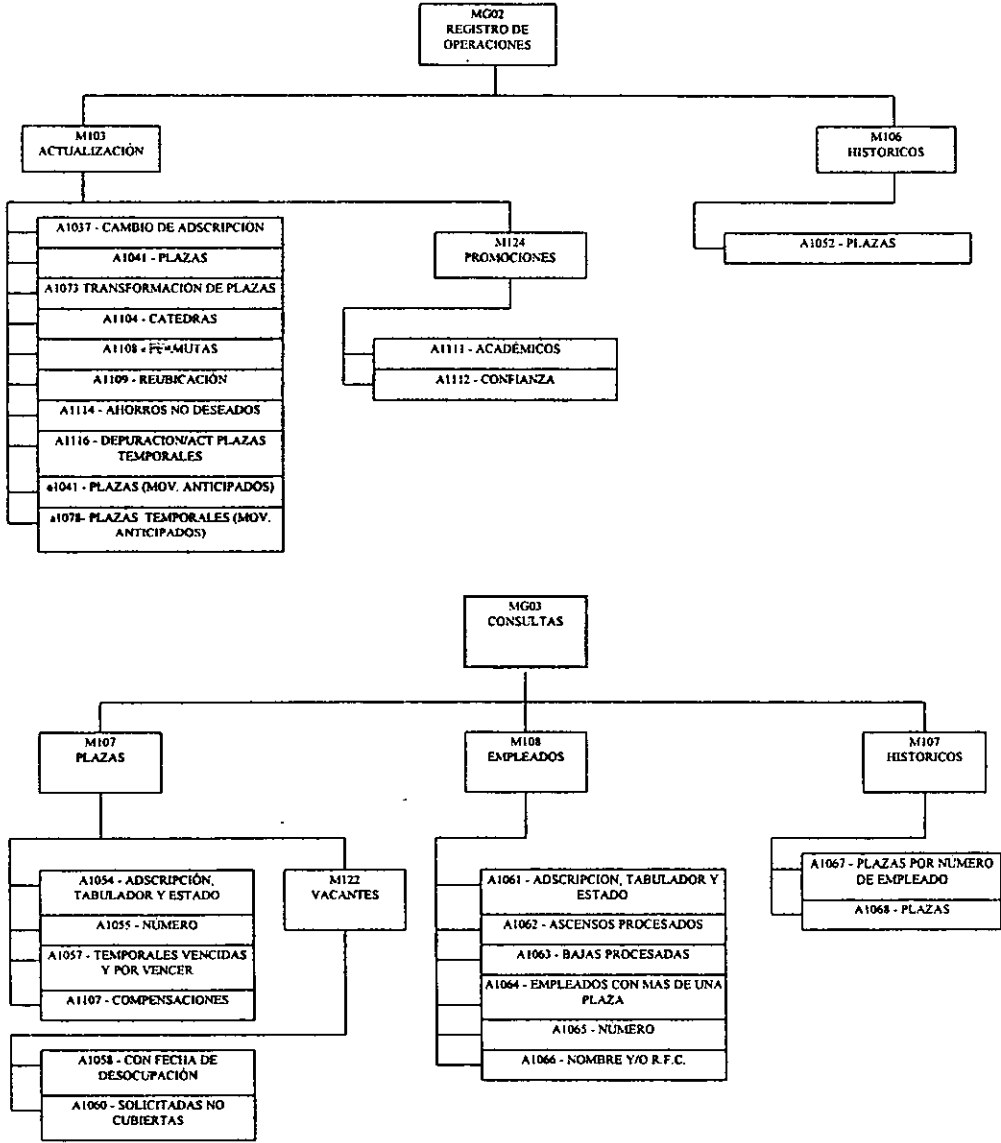 MG02
REGISTRO DE
OPERACIONES
M103
ACTUALIZACIÓN
M106
HISTORICOS
A1037 - CAMBIO DE ADSCRIPCIÓN
A1041 - PLAZAS
A1073 TRANSFORMACIÓN DE PLAZAS
A1104 - CATEDRAS
A1108 - PERMUTAS
A1109 - REUBICACIÓN
A1114 - AHORROS NO DESEADOS
A1116 - DEPURACION/ACT PLAZAS
TEMPORALES
a1041 - PLAZAS (MOV. ANTICIPADOS)
a1078- PLAZAS TEMPORALES (MOV.
ANTICIPADOS)
M124
PROMOCIONES
A1111 - ACADÉMICOS
A1112 - CONFIANZA
A1052 - PLAZAS
MG03
CONSULTAS
M107
PLAZAS
M108
EMPLEADOS
M107
HISTORICOS
A1054 - ADSCRIPCIÓN,
TABULADOR Y ESTADO
A1055 - NÚMERO
A1057 - TEMPORALES VENCIDAS
Y POR VENCER
A1107 - COMPENSACIONES
M122
VACANTES
A1058 - CON FECHA DE
DESOCUPACIÓN
A1060 - SOLICITADAS NO
CUBIERTAS
A1061 - ADSCRIPCION, TABULADOR Y
ESTADO
A1062 - ASCENSOS PROCESADOS
A1063 - BAJAS PROCESADAS
A1064 - EMPLEADOS CON MAS DE UNA
PLAZA
A1065 - NÚMERO
A1066 - NOMBRE Y/O R.F.C.
A1067 - PLAZAS POR NÚMERO
DE EMPLEADO
A1068 - PLAZAS